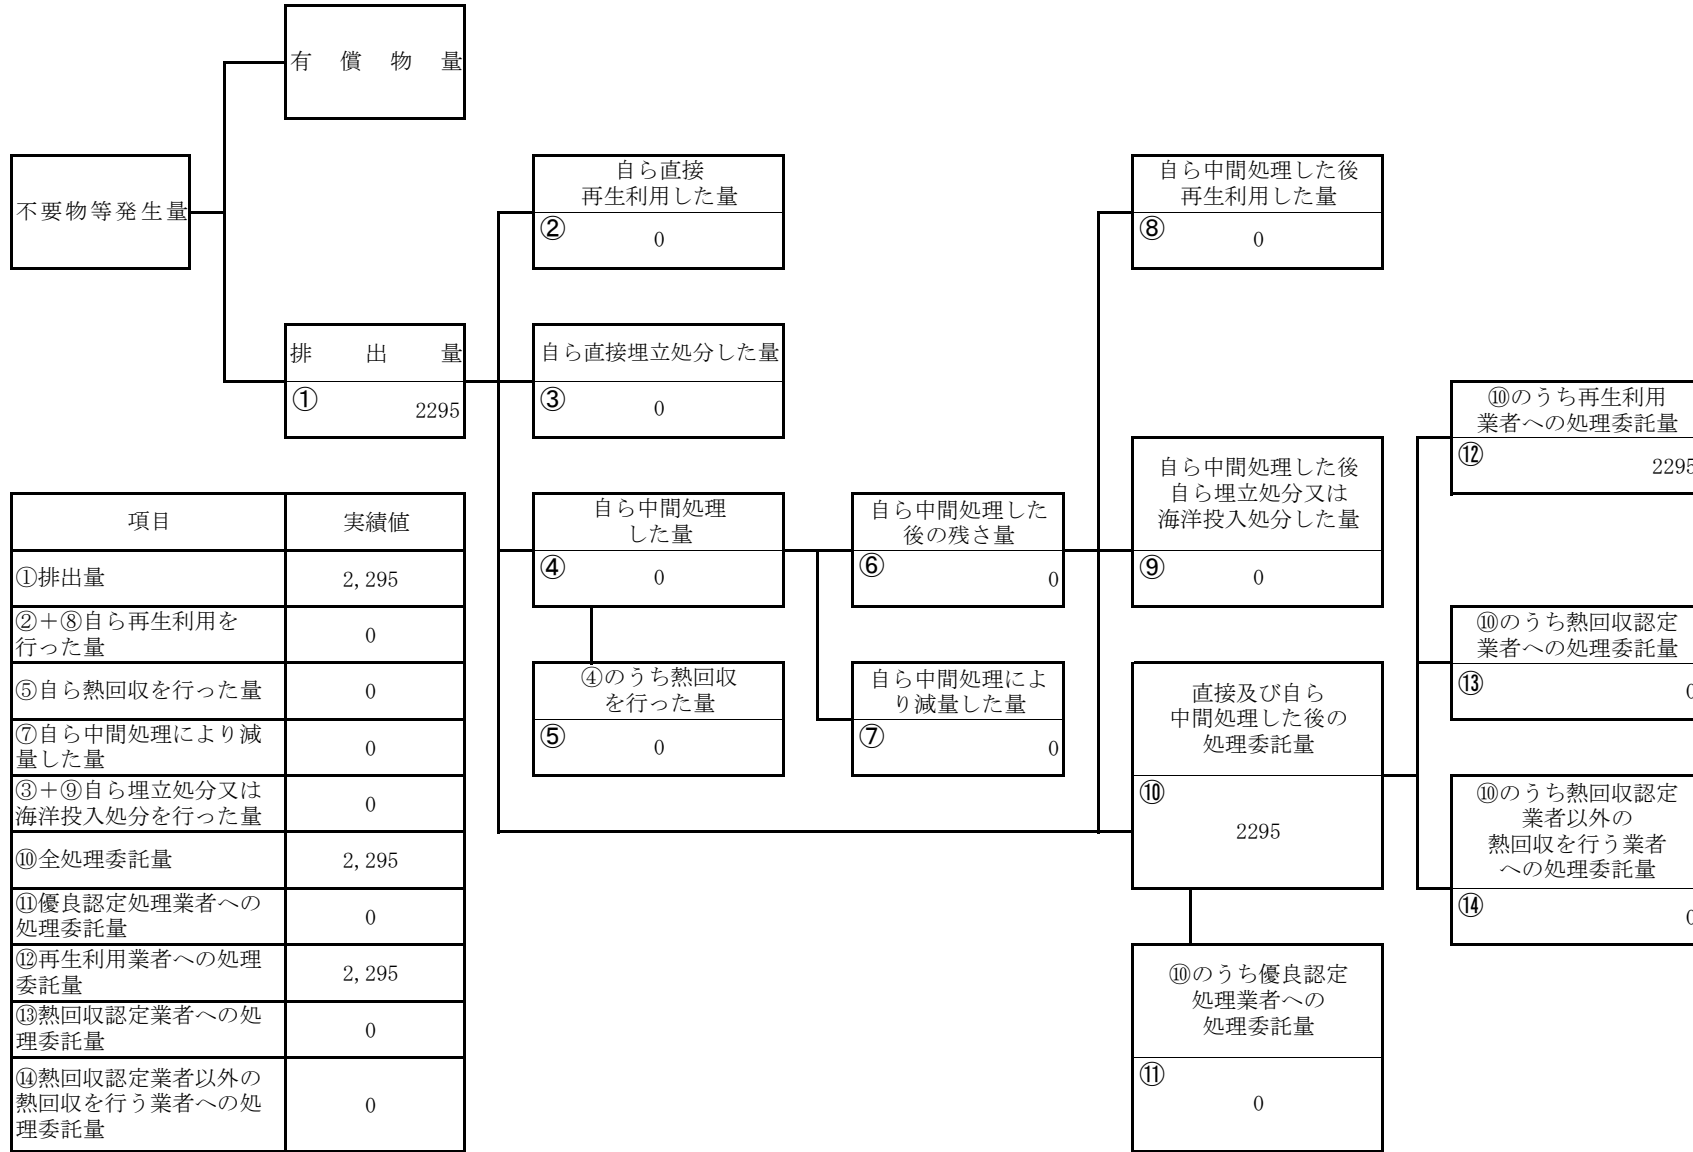 有償物量
不要物等発生量
排出量
①
2295
自ら直接
再生利用した量
②
0
自ら直接埋立処分した量
③
0
自ら中間処理
した量
④
0
④のうち熱回収
を行った量
⑤
0
自ら中間処理した
後の残さ量
⑥
0
自ら中間処理によ
り減量した量
⑦
0
自ら中間処理した後
再生利用した量
⑧
0
自ら中間処理した後
自ら埋立処分又は
海洋投入処分した量
⑨
0
直接及び自ら
中間処理した後の
処理委託量
⑩
2295
⑩のうち優良認定
処理業者への
処理委託量
⑪
0
⑩のうち再生利用
業者への処理委託量
⑫
2295
⑩のうち熱回収認定
業者への処理委託量
⑬
0
⑩のうち熱回収認定
業者以外の
熱回収を行う業者
への処理委託量
⑭
0
項目 実績値
①排出量 2,295
②＋⑧自ら再生利用を
行った量 0
⑤自ら熱回収を行った量 0
⑦自ら中間処理により減
量した量 0
③＋⑨自ら埋立処分又は
海洋投入処分を行った量 0
⑩全処理委託量 2,295
⑪優良認定処理業者への
処理委託量 0
⑫再生利用業者への処理
委託量 2,295
⑬熱回収認定業者への処
理委託量 0
⑭熱回収認定業者以外の
熱回収を行う業者への処
理委託量 0